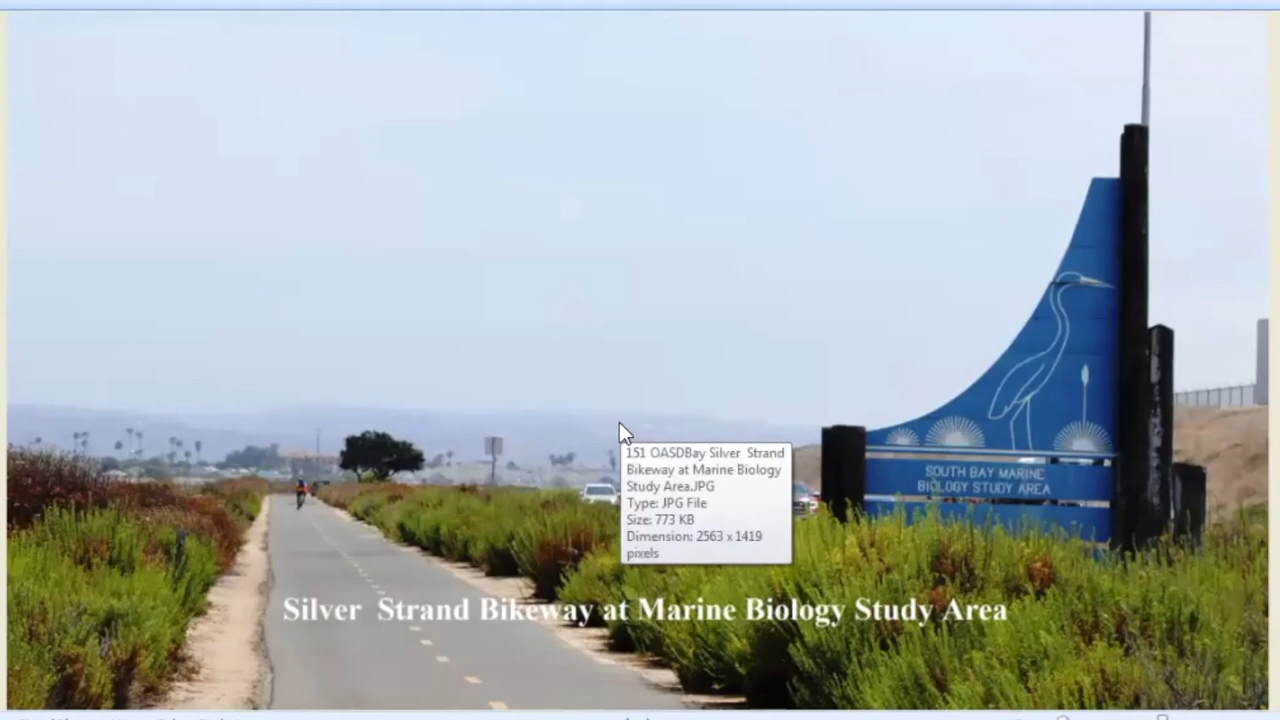 151 OASDBay Silver  Strand
Bikeway at Marine Biology
Study Area.JPG
Type: JPG File
Size: 773 KB
Dimension: 2563 x 1419
pixels
SOUTH BAY MARINE
BIOLOGY STUDY AREA
Silver  Strand Bikeway at Marine Biology Study Area